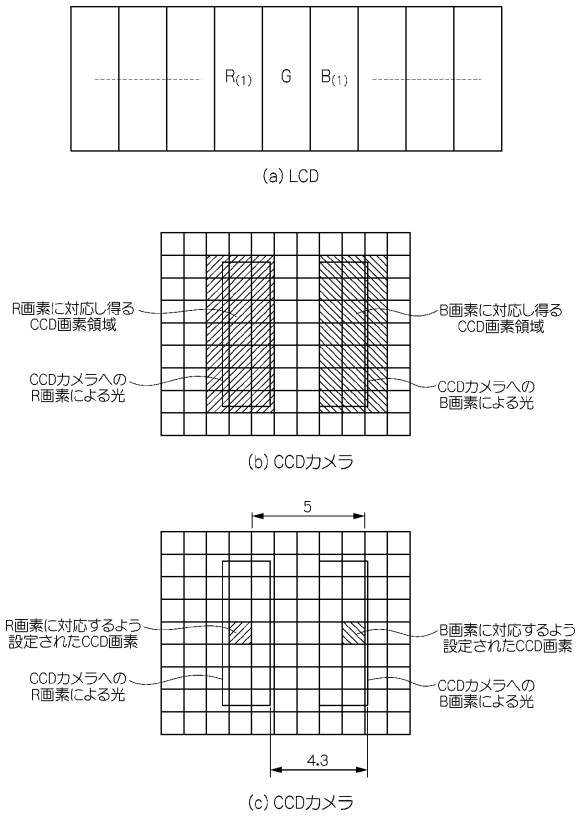 R(1) G B(1)
(a) LCD
R画素に対応し得る
CCD画素領域
B画素に対応し得る
CCD画素領域
CCDカメラへの
R画素による光
CCDカメラへの
B画素による光
(b) CCDカメラ
5
R画素に対応するよう
設定されたCCD画素
B画素に対応するよう
設定されたCCD画素
CCDカメラへの
R画素による光
CCDカメラへの
B画素による光
4.3
(c) CCDカメラ